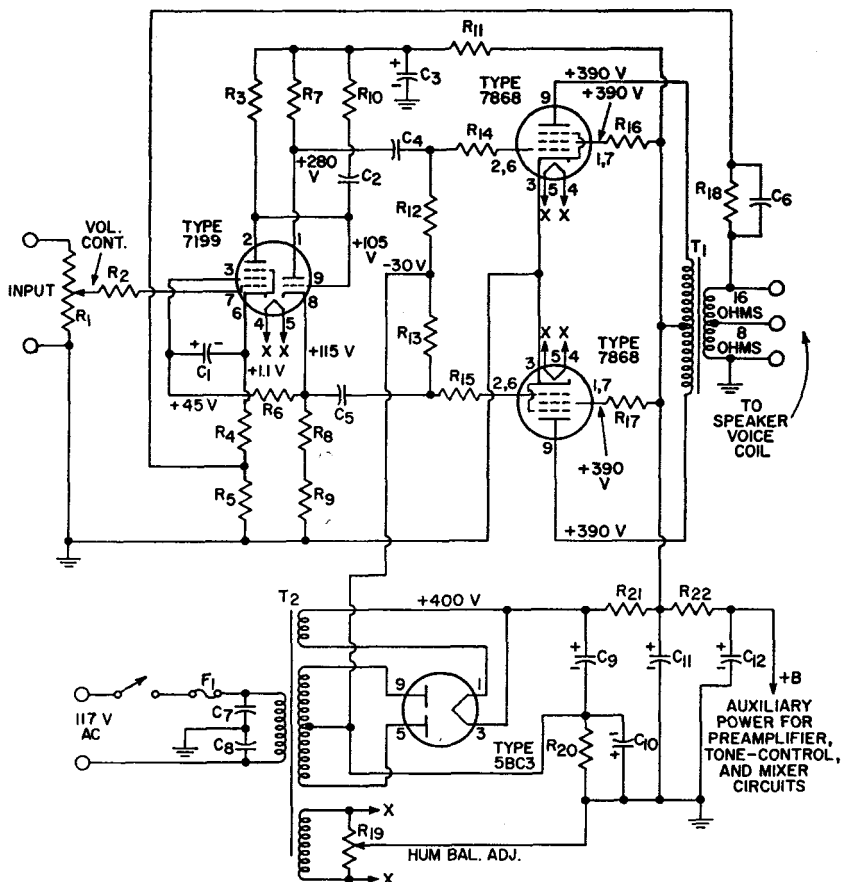 R11
TYPE
7868
+390 V
+390 V
9
R3
R7
R10
+
-
C3
C4
R14
R16
2,6
1,7
3
5
4
X
X
+280
V
C2
R12
R18
C6
TYPE
7199
VOL.
CONT.
2
1
+105
V
-30 V
T1
INPUT
R1
R2
3
7
6
9
8
4
5
X
X
16
OHMS
8
OHMS
R13
X
X
TYPE
7868
3
5
4
+
-
C1
+1.1 V
+115 V
+45 V
R6
C5
R15
2,6
1,7
R17
9
+390
V
TO
SPEAKER
VOICE
COIL
R4
R8
R5
R9
+390 V
T2
+400 V
R21
R22
+
-
C9
+
-
C11
+
-
C12
+B
9
1
5
3
F1
117 V
AC
C7
C8
TYPE
5BC3
R20
-
+
C10
AUXILIARY
POWER FOR
PREAMPLIFIER,
TONE-CONTROL,
AND MIXER
CIRCUITS
X
R19
HUM BAL. ADJ.
X